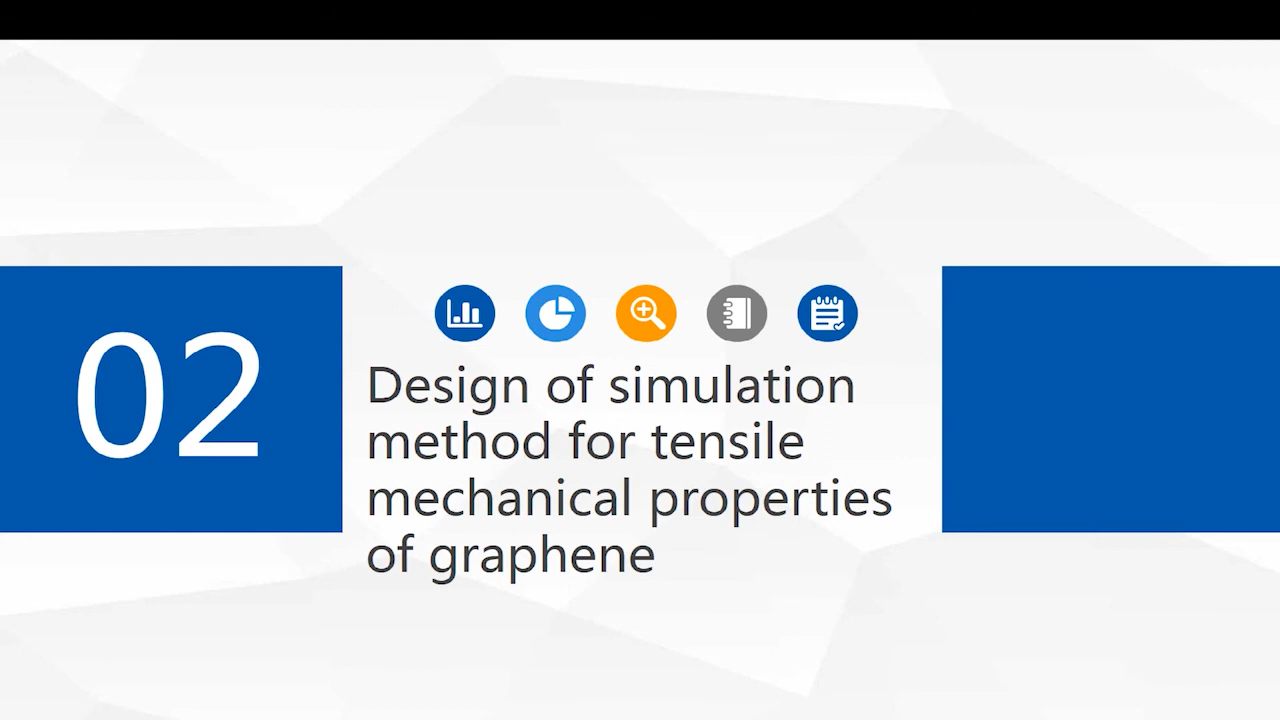 02
Design of simulation
method for tensile
mechanical properties
of graphene